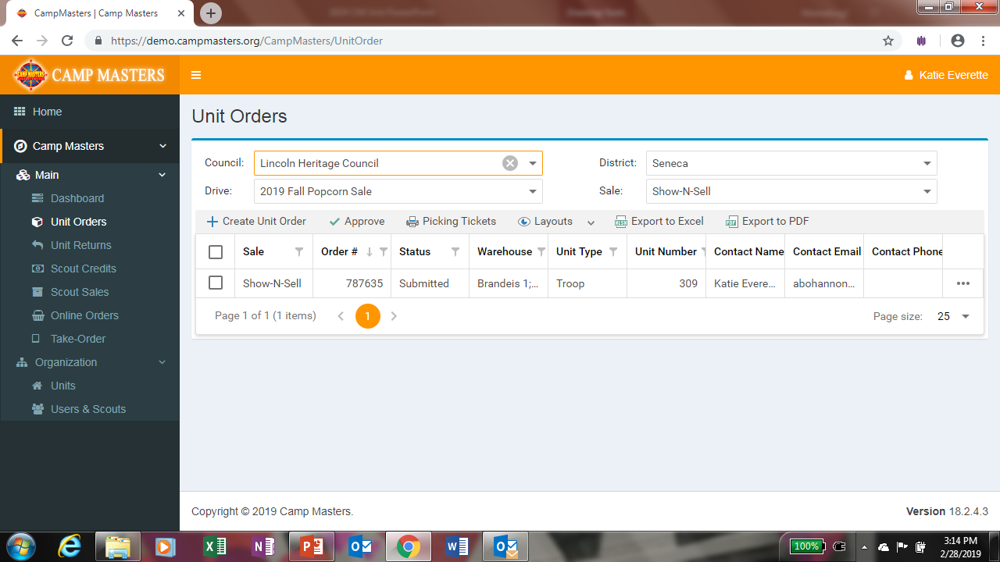 CampMasters | Camp Masters
https://demo.campmasters.org/CampMasters/UnitOrder
CAMP MASTERS
CAMP MASTERS
Katie Everette
Home
Camp Masters
Main
Dashboard
Unit Orders
Unit Returns
Scout Credits
Scout Sales
Online Orders
Take-Order
Organization
Units
Users & Scouts
Unit Orders
Council: Lincoln Heritage Council District: Seneca
Drive: 2019 Fall Popcorn Sale Sale: Show-N-Sell
Create Unit Order Approve Picking Tickets Layouts Export to Excel Export to PDF
Sale Order # Status Warehouse Unit Type Unit Number Contact Name Contact Email Contact Phone
Show-N-Sell 787635 Submitted Brandeis 1;... Troop 309 Katie Evere... abohannon...
Page 1 of 1 (1 items) 1 Page size: 25
Copyright © 2019 Camp Masters. Version 18.2.4.3
100% 3:14 PM
2/28/2019